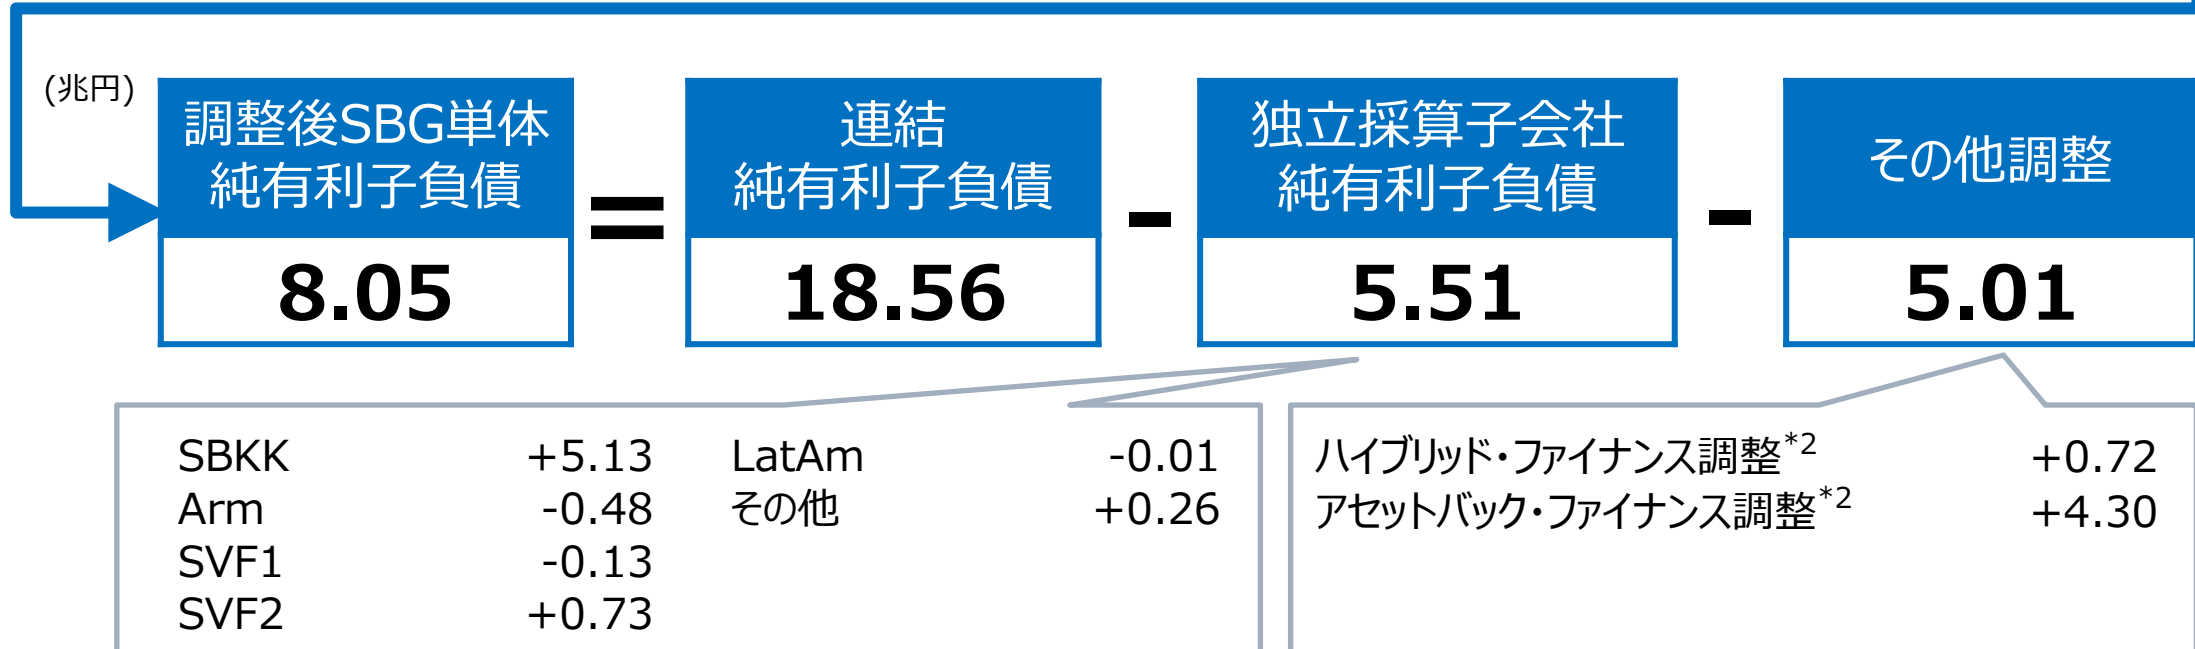 (兆円)
調整後SBG単体
純有利子負債
8.05
=
連結
純有利子負債
18.56
-
独立採算子会社
純有利子負債
5.51
-
その他調整
5.01
SBKK +5.13
Arm -0.48
SVF1 -0.13
SVF2 +0.73
LatAm -0.01
その他 +0.26
ハイブリッド・ファイナンス調整*2 +0.72
アセットバック・ファイナンス調整*2 +4.30